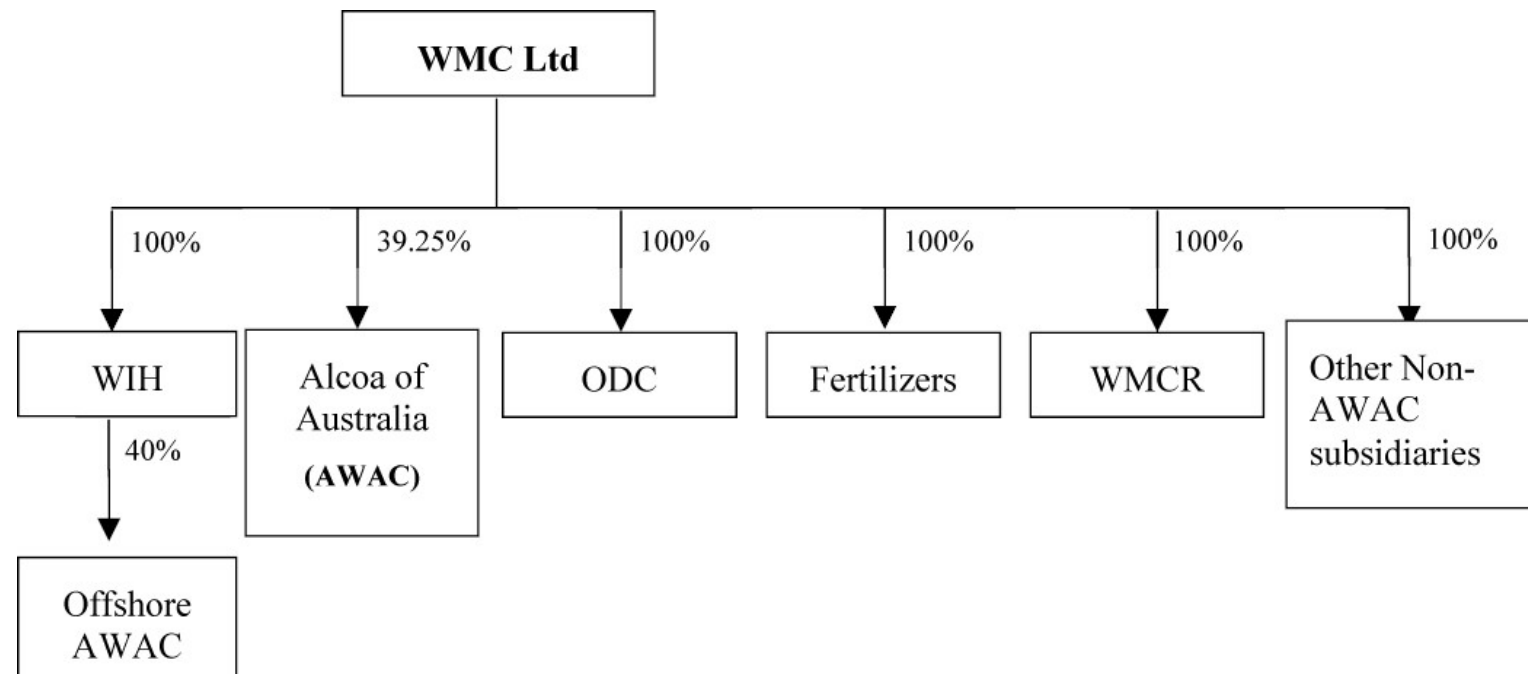 WMC Ltd
100%
39.25%
100%
100%
100%
100%
WIH
Alcoa of
Australia
(AWAC)
ODC
Fertilizers
WMCR
Other Non-
AWAC
subsidiaries
40%
Offshore
AWAC